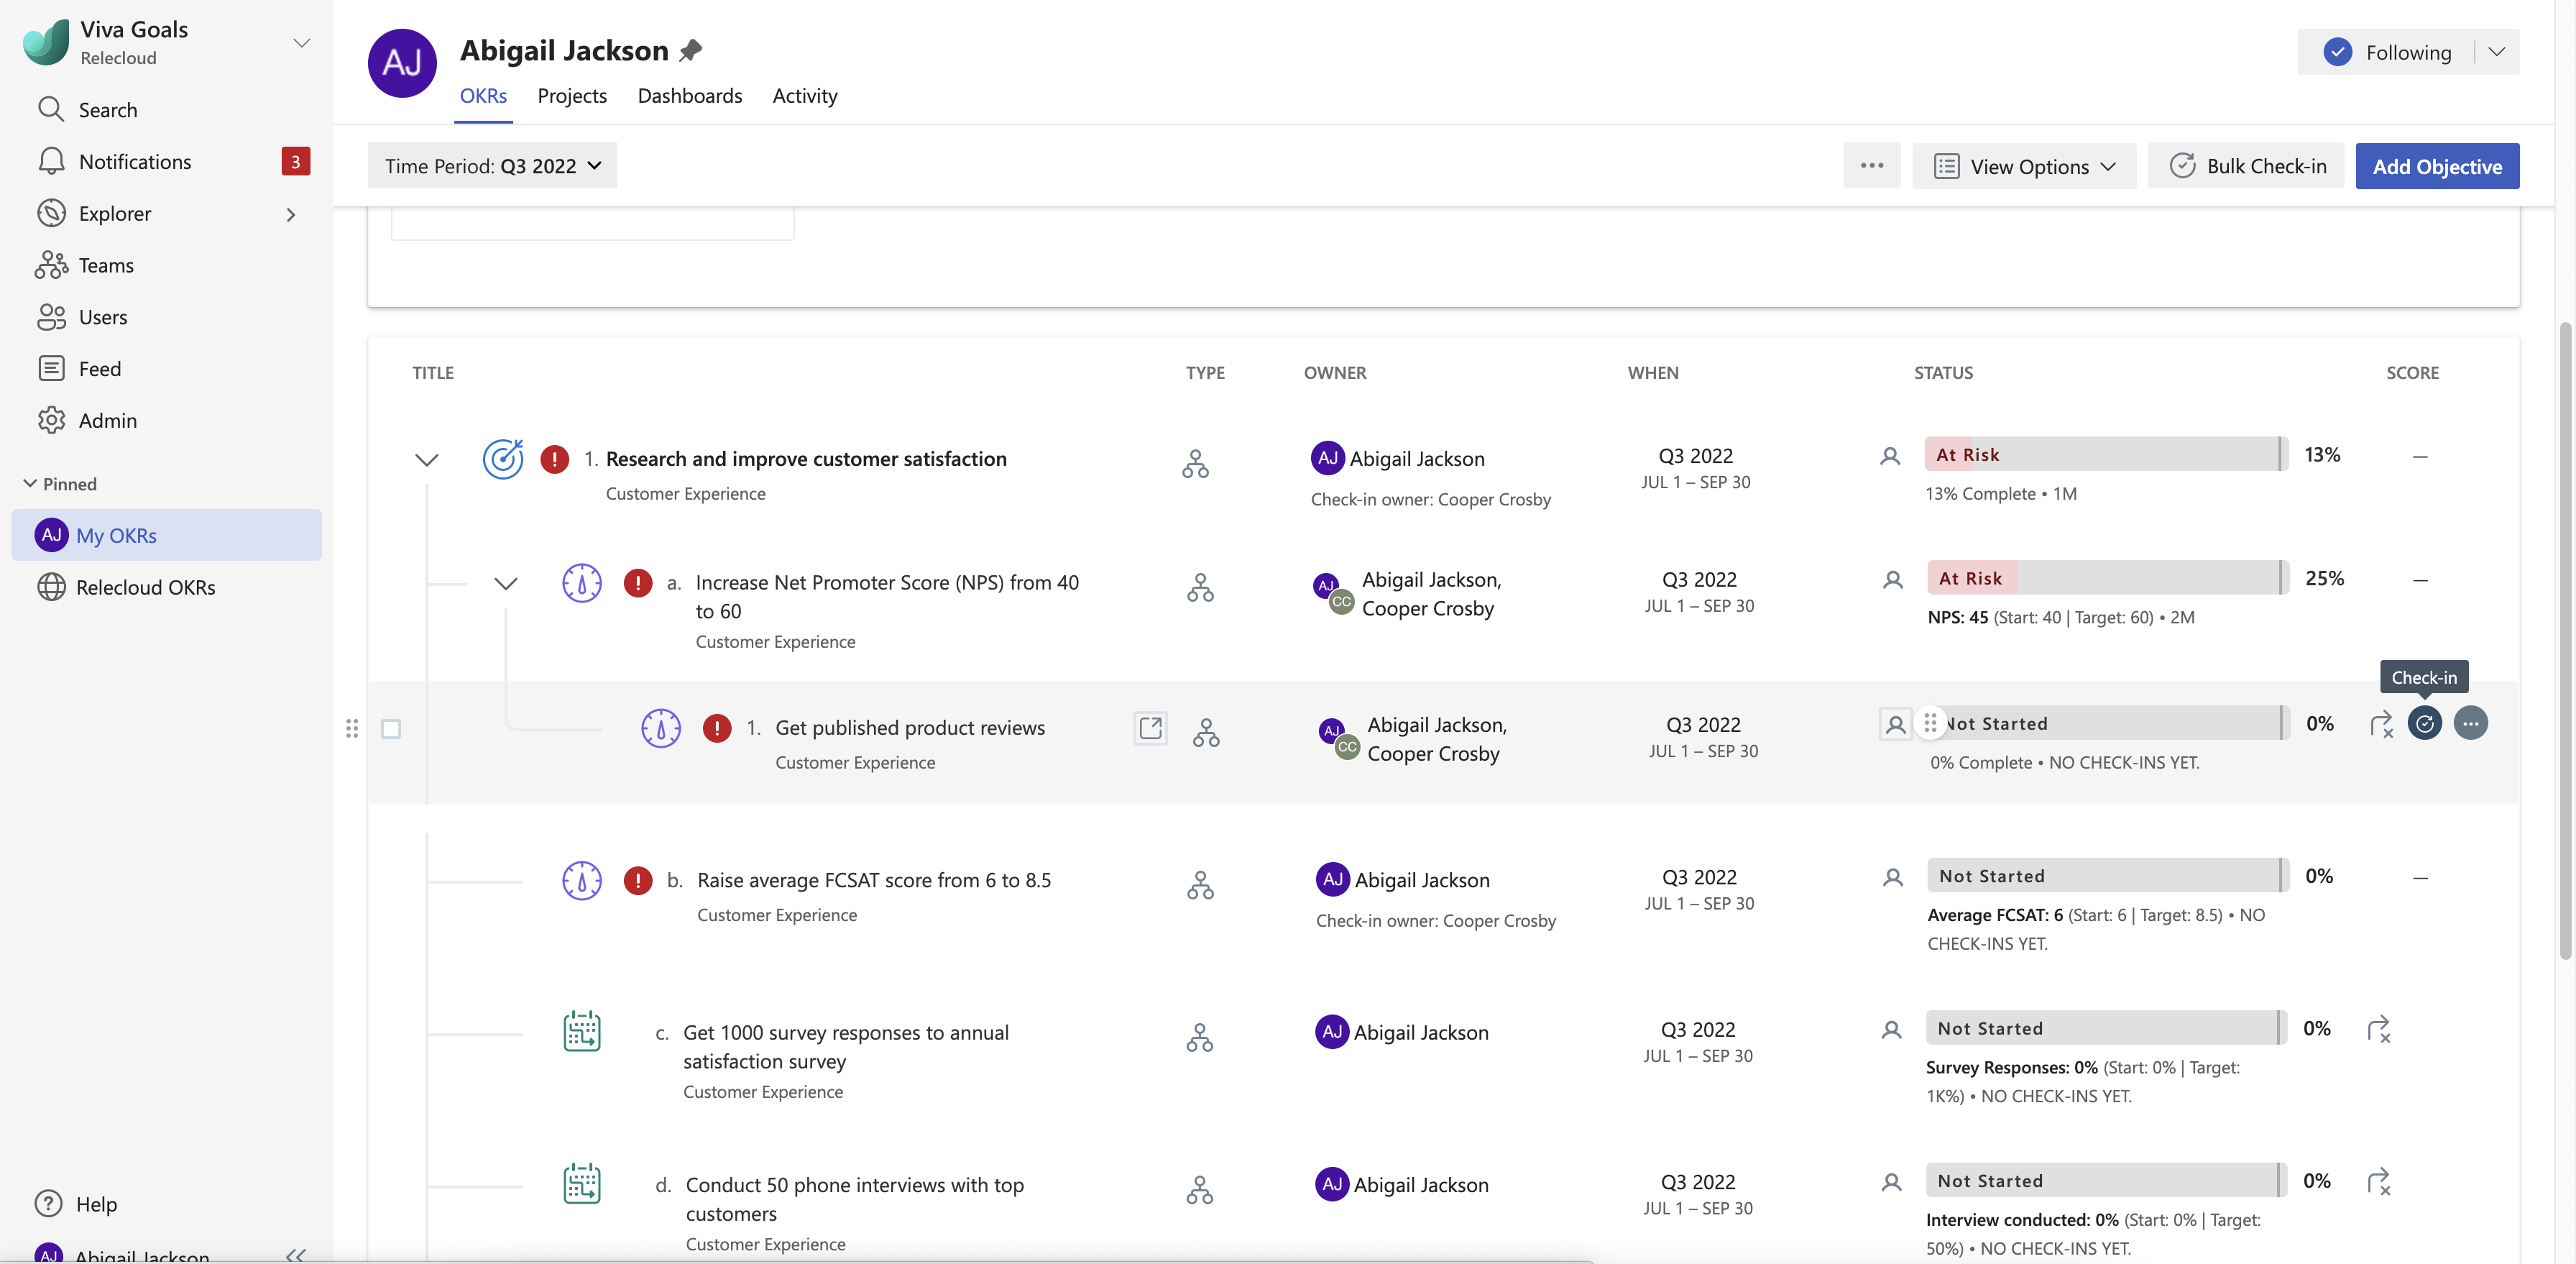 Viva Goals
Relecloud
Search
Notifications
3
Explorer
Teams
Users
Feed
Admin
Pinned
AJ My OKRs
Relecloud OKRs
Help
AJ Abigail Jackson
AJ
Abigail Jackson
OKRs Projects Dashboards Activity
Following
Time Period: Q3 2022
View Options
Bulk Check-in
Add Objective
TITLE TYPE OWNER WHEN STATUS SCORE
1. Research and improve customer satisfaction
Customer Experience
AJ Abigail Jackson
Check-in owner: Cooper Crosby
Q3 2022
JUL 1 – SEP 30
At Risk
13%
—
13% Complete • 1M
a. Increase Net Promoter Score (NPS) from 40
to 60
Customer Experience
AJ CC
Abigail Jackson,
Cooper Crosby
Q3 2022
JUL 1 – SEP 30
At Risk
25%
—
NPS: 45 (Start: 40 | Target: 60) • 2M
Check-in
1. Get published product reviews
Customer Experience
AJ CC
Abigail Jackson,
Cooper Crosby
Q3 2022
JUL 1 – SEP 30
Not Started
0%
0% Complete • NO CHECK-INS YET.
b. Raise average FCSAT score from 6 to 8.5
Customer Experience
AJ Abigail Jackson
Check-in owner: Cooper Crosby
Q3 2022
JUL 1 – SEP 30
Not Started
0%
—
Average FCSAT: 6 (Start: 6 | Target: 8.5) • NO
CHECK-INS YET.
c. Get 1000 survey responses to annual
satisfaction survey
Customer Experience
AJ Abigail Jackson
Q3 2022
JUL 1 – SEP 30
Not Started
0%
Survey Responses: 0% (Start: 0% | Target:
1K%) • NO CHECK-INS YET.
d. Conduct 50 phone interviews with top
customers
Customer Experience
AJ Abigail Jackson
Q3 2022
JUL 1 – SEP 30
Not Started
0%
Interview conducted: 0% (Start: 0% | Target:
50%) • NO CHECK-INS YET.